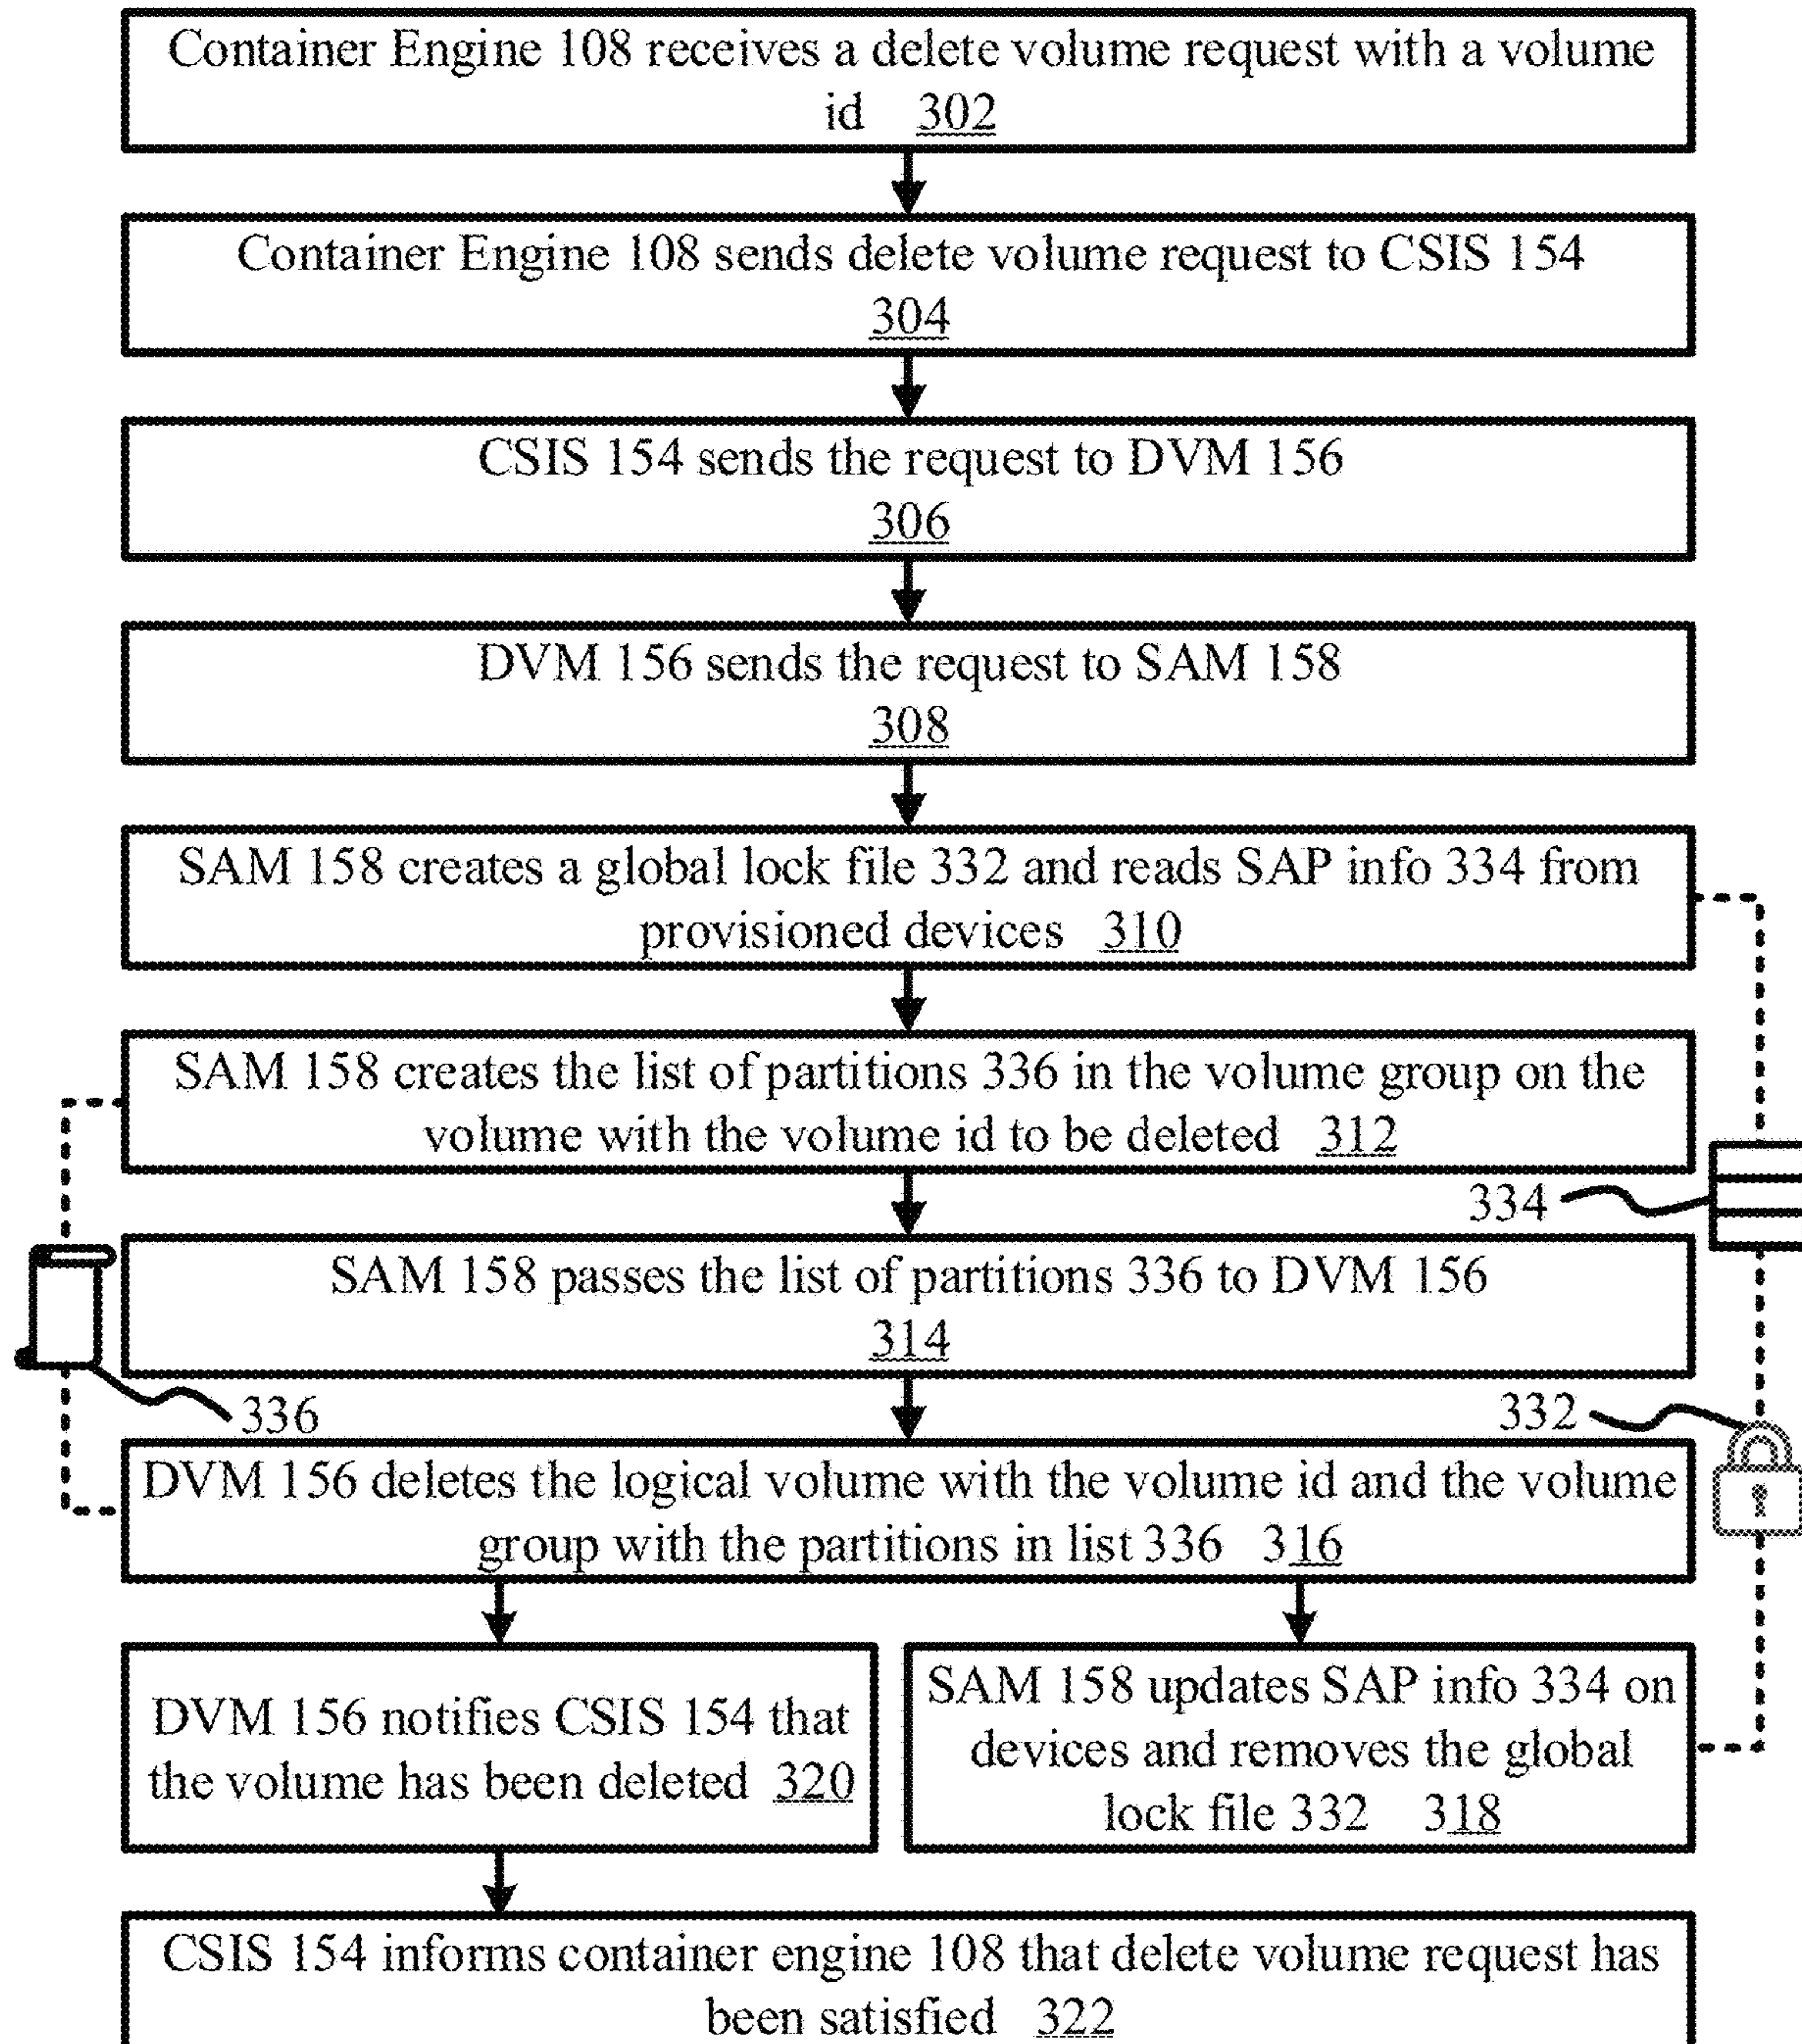 Container Engine 108 receives a delete volume request with a volume
id 302
Container Engine 108 sends delete volume request to CSIS 154
304
CSIS 154 sends the request to DVM 156
306
DVM 156 sends the request to SAM 158
308
SAM 158 creates a global lock file 332 and reads SAP info 334 from
provisioned devices 310
SAM 158 creates the list of partitions 336 in the volume group on the
volume with the volume id to be deleted 312
334
SAM 158 passes the list of partitions 336 to DVM 156
314
336
332
DVM 156 deletes the logical volume with the volume id and the volume
group with the partitions in list 336 316
DVM 156 notifies CSIS 154 that
the volume has been deleted 320
SAM 158 updates SAP info 334 on
devices and removes the global
lock file 332 318
CSIS 154 informs container engine 108 that delete volume request has
been satisfied 322